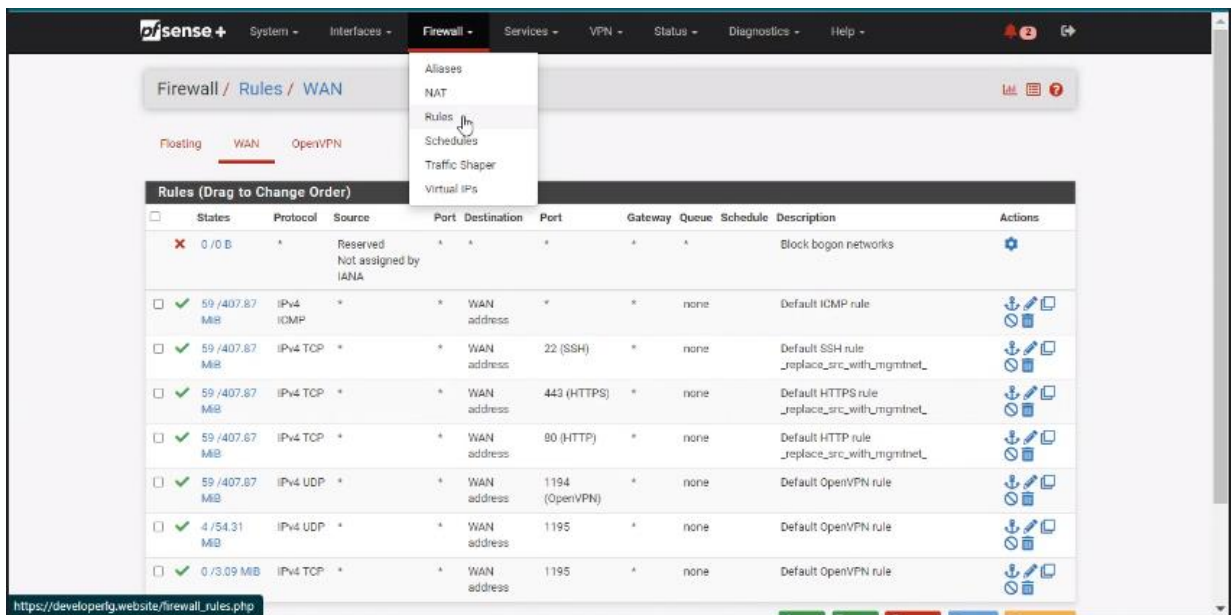 pfsense + System Interfaces Firewall Services VPN Status Diagnostics Help 2
Aliases
NAT
Rules
Schedules
Traffic Shaper
Virtual IPs
Firewall / Rules / WAN
Floating WAN OpenVPN
Rules (Drag to Change Order)
States Protocol Source Port Destination Port Gateway Queue Schedule Description Actions
0 /0 B * Reserved * * * * * Block bogon networks
Not assigned by
IANA
59 /407.87 IPv4 * * WAN * * none Default ICMP rule
MiB ICMP address
59 /407.87 IPv4 TCP * * WAN 22 (SSH) * none Default SSH rule
MiB address _replace_src_with_mgmtnet_
59 /407.87 IPv4 TCP * * WAN 443 (HTTPS) * none Default HTTPS rule
MiB address _replace_src_with_mgmtnet_
59 /407.87 IPv4 TCP * * WAN 80 (HTTP) * none Default HTTP rule
MiB address _replace_src_with_mgmtnet_
59 /407.87 IPv4 UDP * * WAN 1194 * none Default OpenVPN rule
MiB address (OpenVPN)
4 /54.31 IPv4 UDP * * WAN 1195 * none Default OpenVPN rule
MiB address
0 /3.09 MiB IPv4 TCP * * WAN 1195 * none Default OpenVPN rule
address
https://developerfg.website/firewall_rules.php